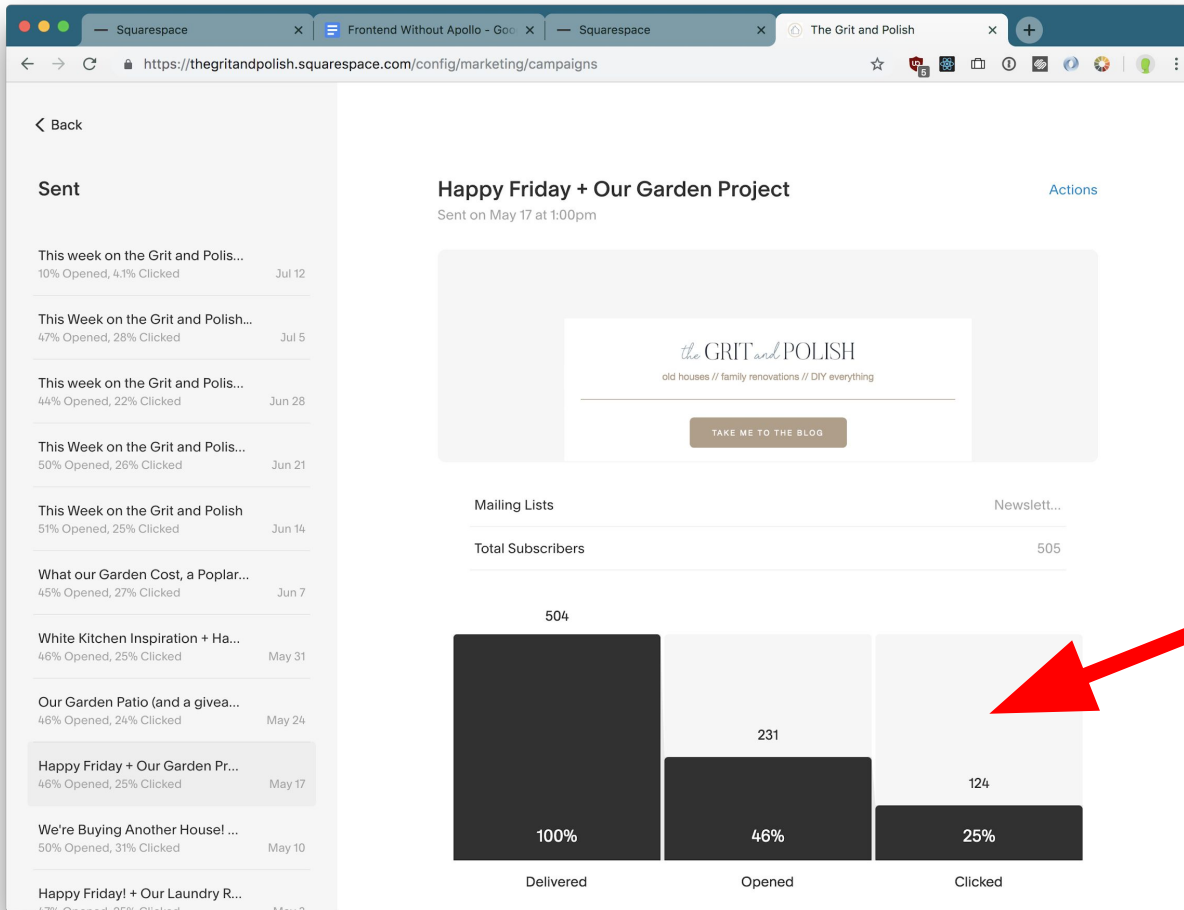 Squarespace
Frontend Without Apollo - Goo
Squarespace
The Grit and Polish
https://thegritandpolish.squarespace.com/config/marketing/campaigns
5
Back
Sent
This week on the Grit and Polis...
10% Opened, 4.1% Clicked Jul 12
This Week on the Grit and Polish...
47% Opened, 28% Clicked Jul 5
This week on the Grit and Polis...
44% Opened, 22% Clicked Jun 28
This Week on the Grit and Polis...
50% Opened, 26% Clicked Jun 21
This Week on the Grit and Polish
51% Opened, 25% Clicked Jun 14
What our Garden Cost, a Poplar...
45% Opened, 27% Clicked Jun 7
White Kitchen Inspiration + Ha...
46% Opened, 25% Clicked May 31
Our Garden Patio (and a givea...
46% Opened, 24% Clicked May 24
Happy Friday + Our Garden Pr...
46% Opened, 25% Clicked May 17
We're Buying Another House! ...
50% Opened, 31% Clicked May 10
Happy Friday! + Our Laundry R...
Happy Friday + Our Garden Project
Actions
Sent on May 17 at 1:00pm
the GRIT and POLISH
old houses // family renovations // DIY everything
TAKE ME TO THE BLOG
Mailing Lists Newslett...
Total Subscribers 505
504
231
124
100% 46% 25%
Delivered Opened Clicked